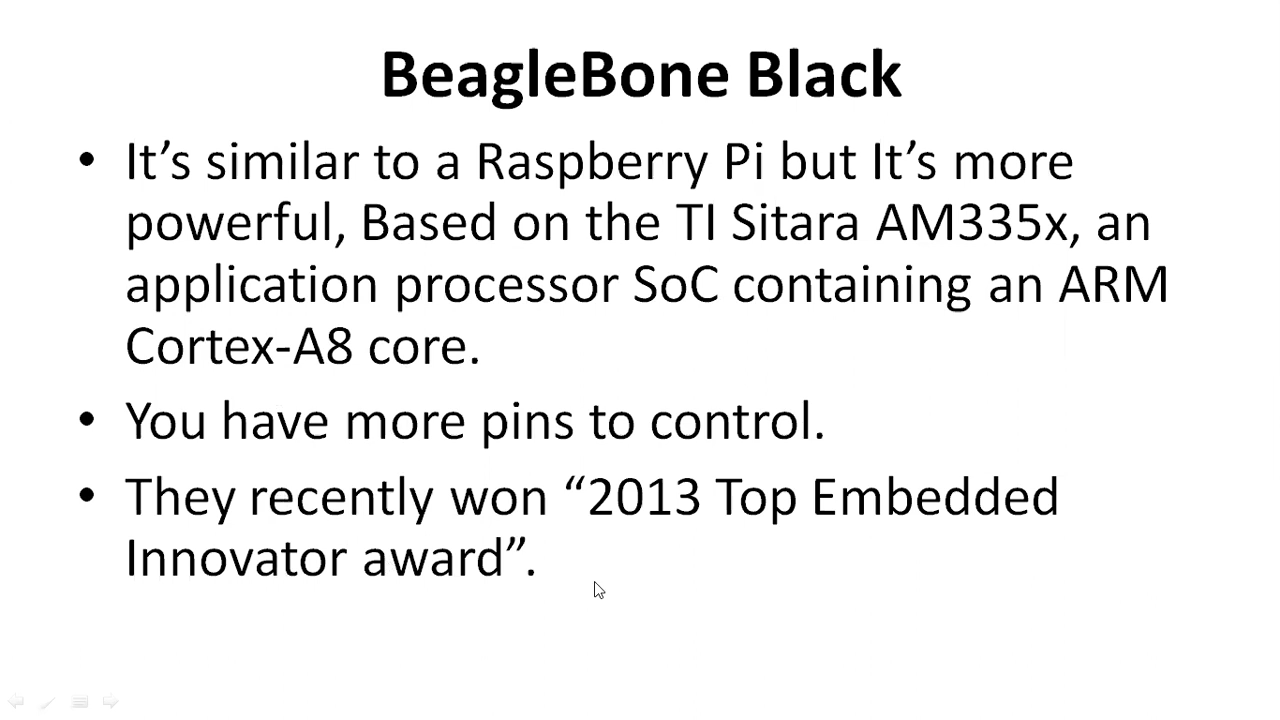 BeagleBone Black
• It’s similar to a Raspberry Pi but It’s more
powerful, Based on the TI Sitara AM335x, an
application processor SoC containing an ARM
Cortex-A8 core.
• You have more pins to control.
• They recently won “2013 Top Embedded
Innovator award”.